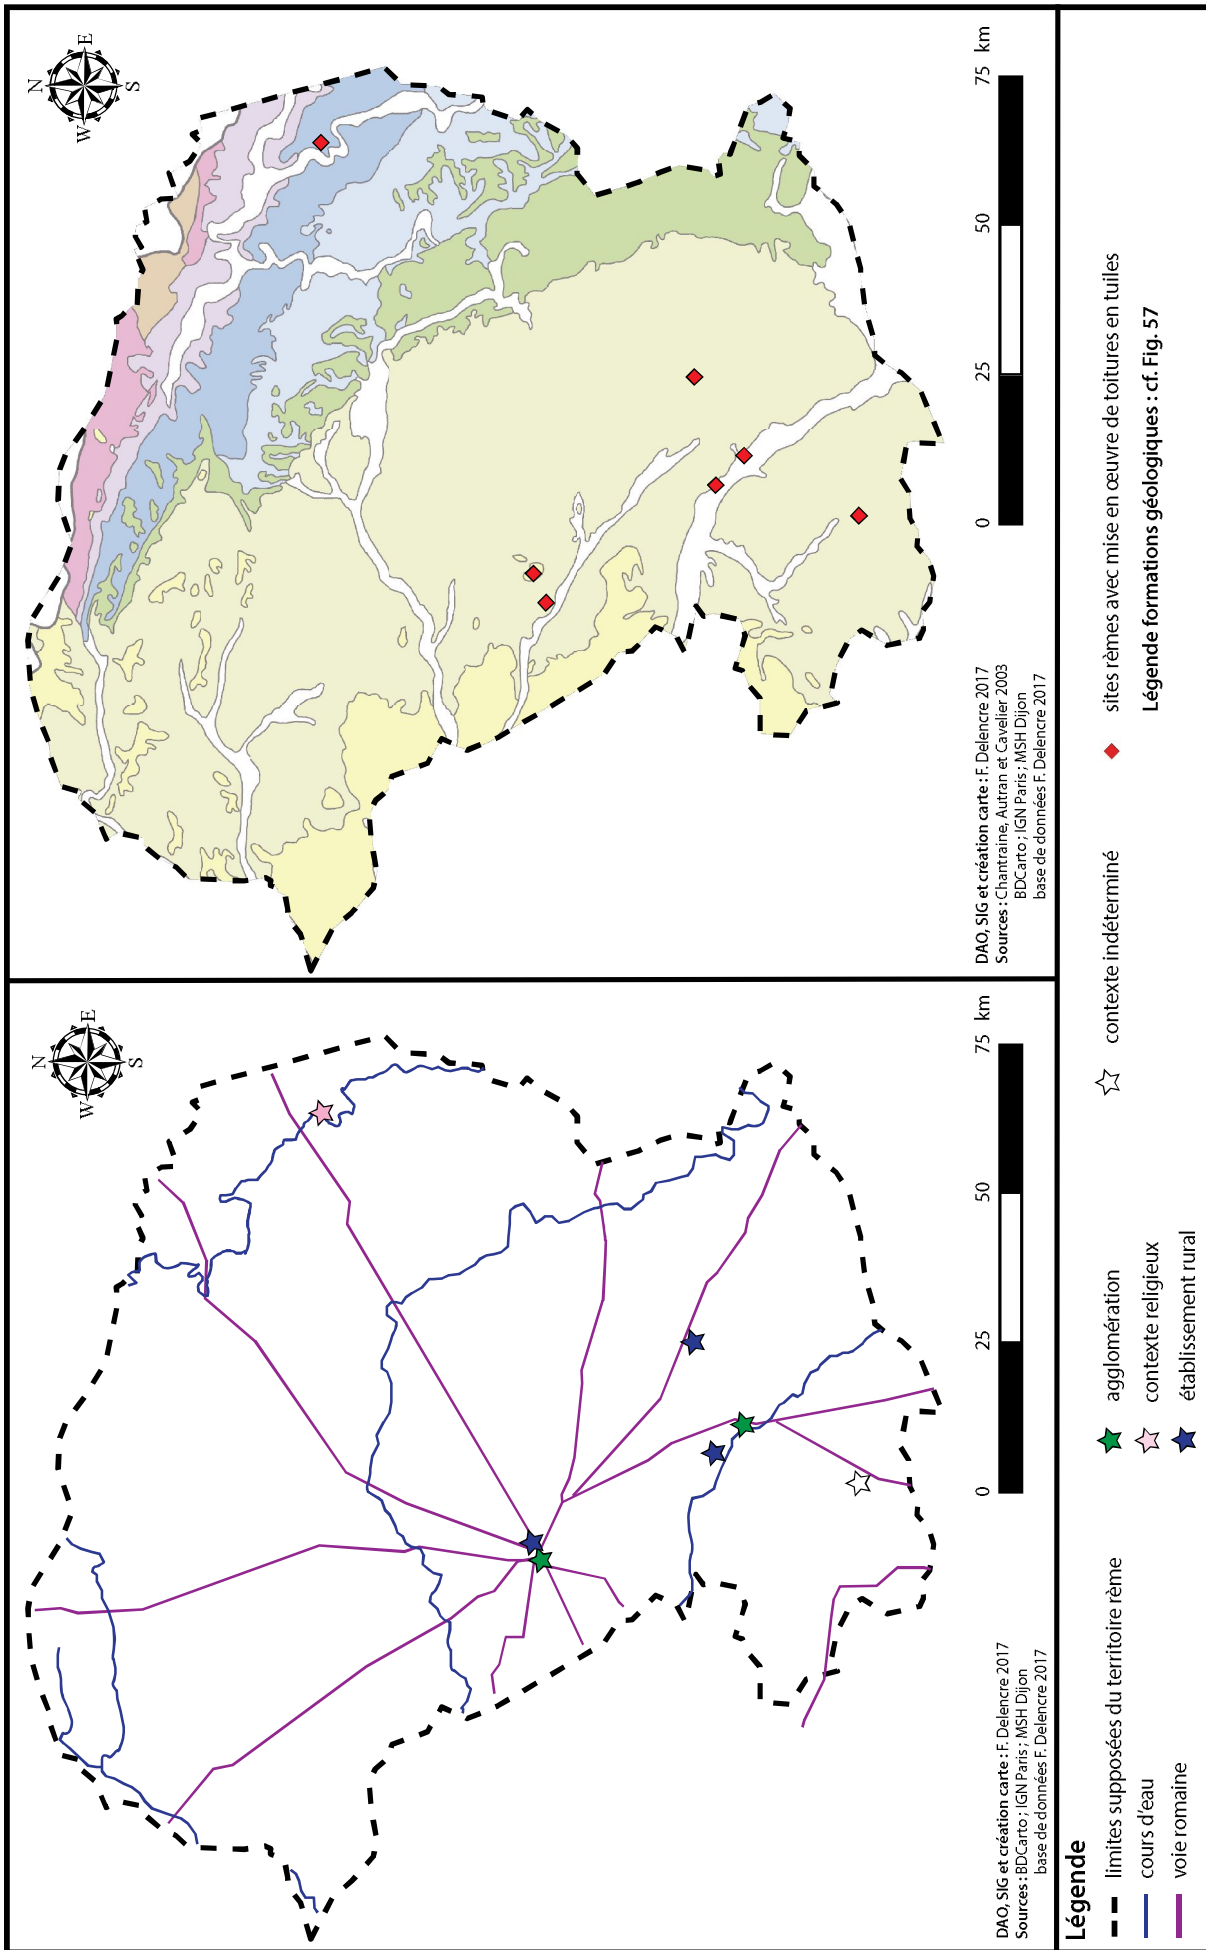 N
W
E
S
0
25
50
75
km
DAO, SIG et création carte : F. Delencre 2017
Sources : BDCarto ; IGN Paris ; MSH Dijon
base de données F. Delencre 2017
N
W
E
S
0
25
50
75
km
DAO, SIG et création carte : F. Delencre 2017
Sources : Chantraine, Autran et Cavelier 2003
BDCarto ; IGN Paris ; MSH Dijon
base de données F. Delencre 2017
Légende
limites supposées du territoire rème
cours d'eau
voie romaine
agglomération
contexte religieux
établissement rural
contexte indéterminé
sites rèmes avec mise en œuvre de toitures en tuiles
Légende formations géologiques : cf. Fig. 57